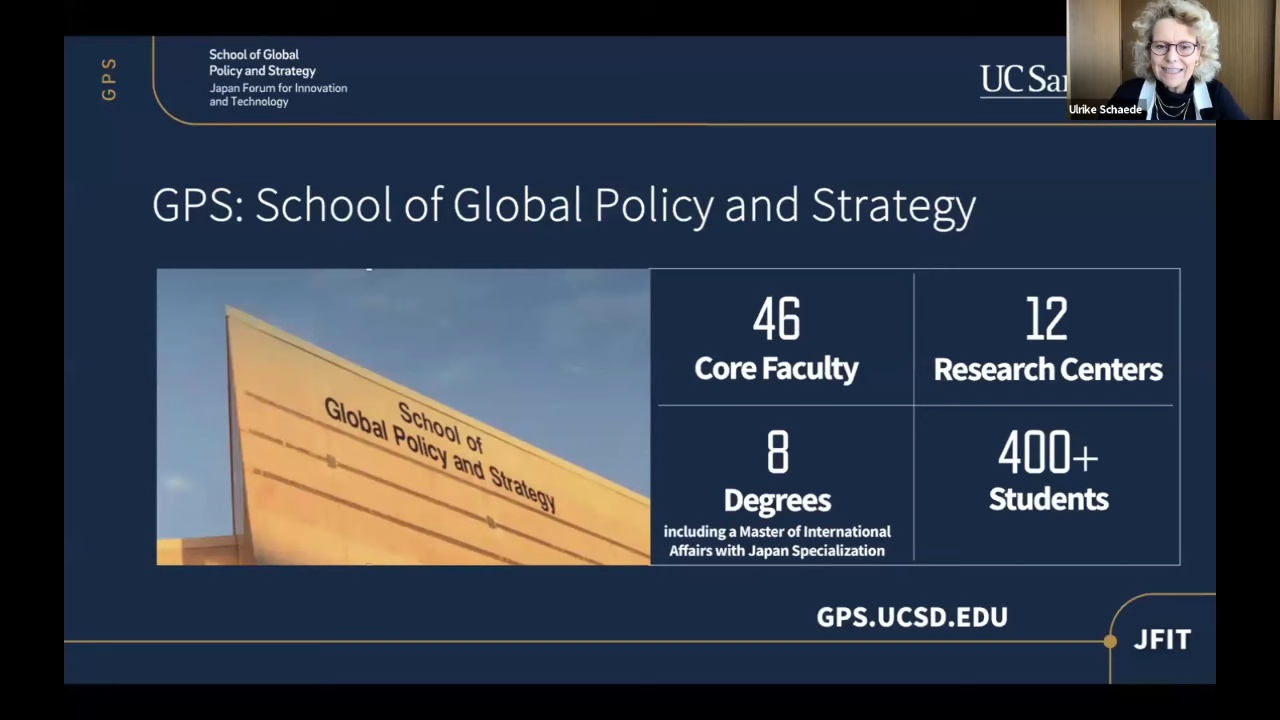 GPS
School of Global
Policy and Strategy
Japan Forum for Innovation
and Technology
UC Sa
Ulrike Schaede
GPS: School of Global Policy and Strategy
School of
Global Policy and Strategy
46
Core Faculty
12
Research Centers
8
Degrees
including a Master of International
Affairs with Japan Specialization
400+
Students
GPS.UCSD.EDU
JFIT